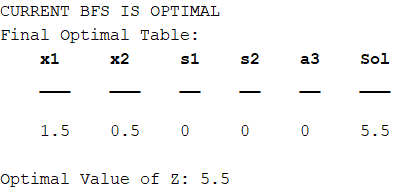 CURRENT BFS IS OPTIMAL
Final Optimal Table:
x1 x2 s1 s2 a3 Sol
1.5 0.5 0 0 0 5.5
Optimal Value of Z: 5.5